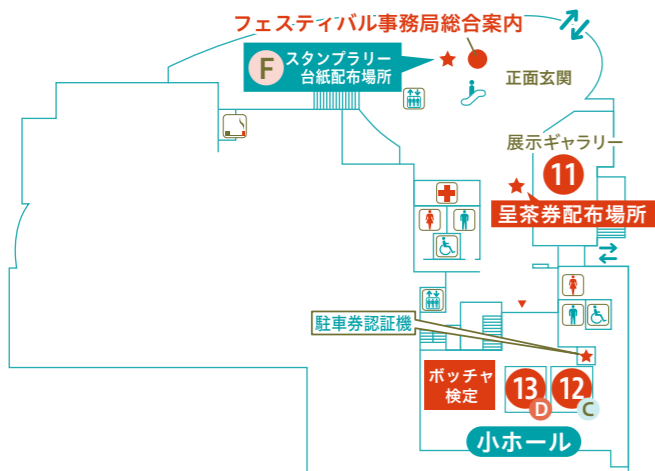 フェスティバル事務局総合案内
F
スタンプラリー
台紙配布場所
正面玄関
展示ギャラリー
11
呈茶券配布場所
駐車券認証機
ボッチャ
検定
13
D
12
C
小ホール